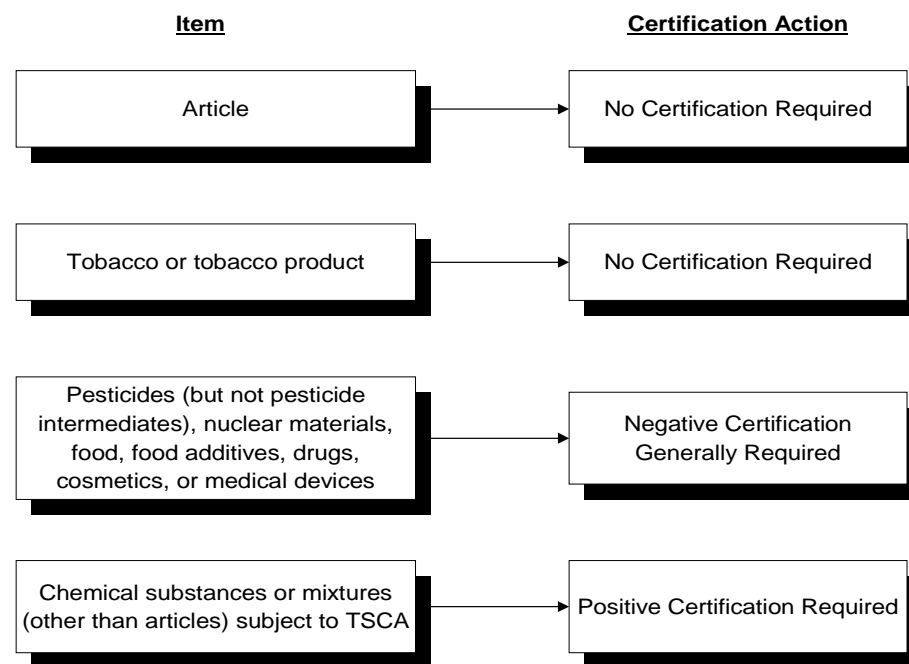 Item
Certification Action
Article
No Certification Required
Tobacco or tobacco product
No Certification Required
Pesticides (but not pesticide
intermediates), nuclear materials,
food, food additives, drugs,
cosmetics, or medical devices
Negative Certification
Generally Required
Chemical substances or mixtures
(other than articles) subject to TSCA
Positive Certification Required